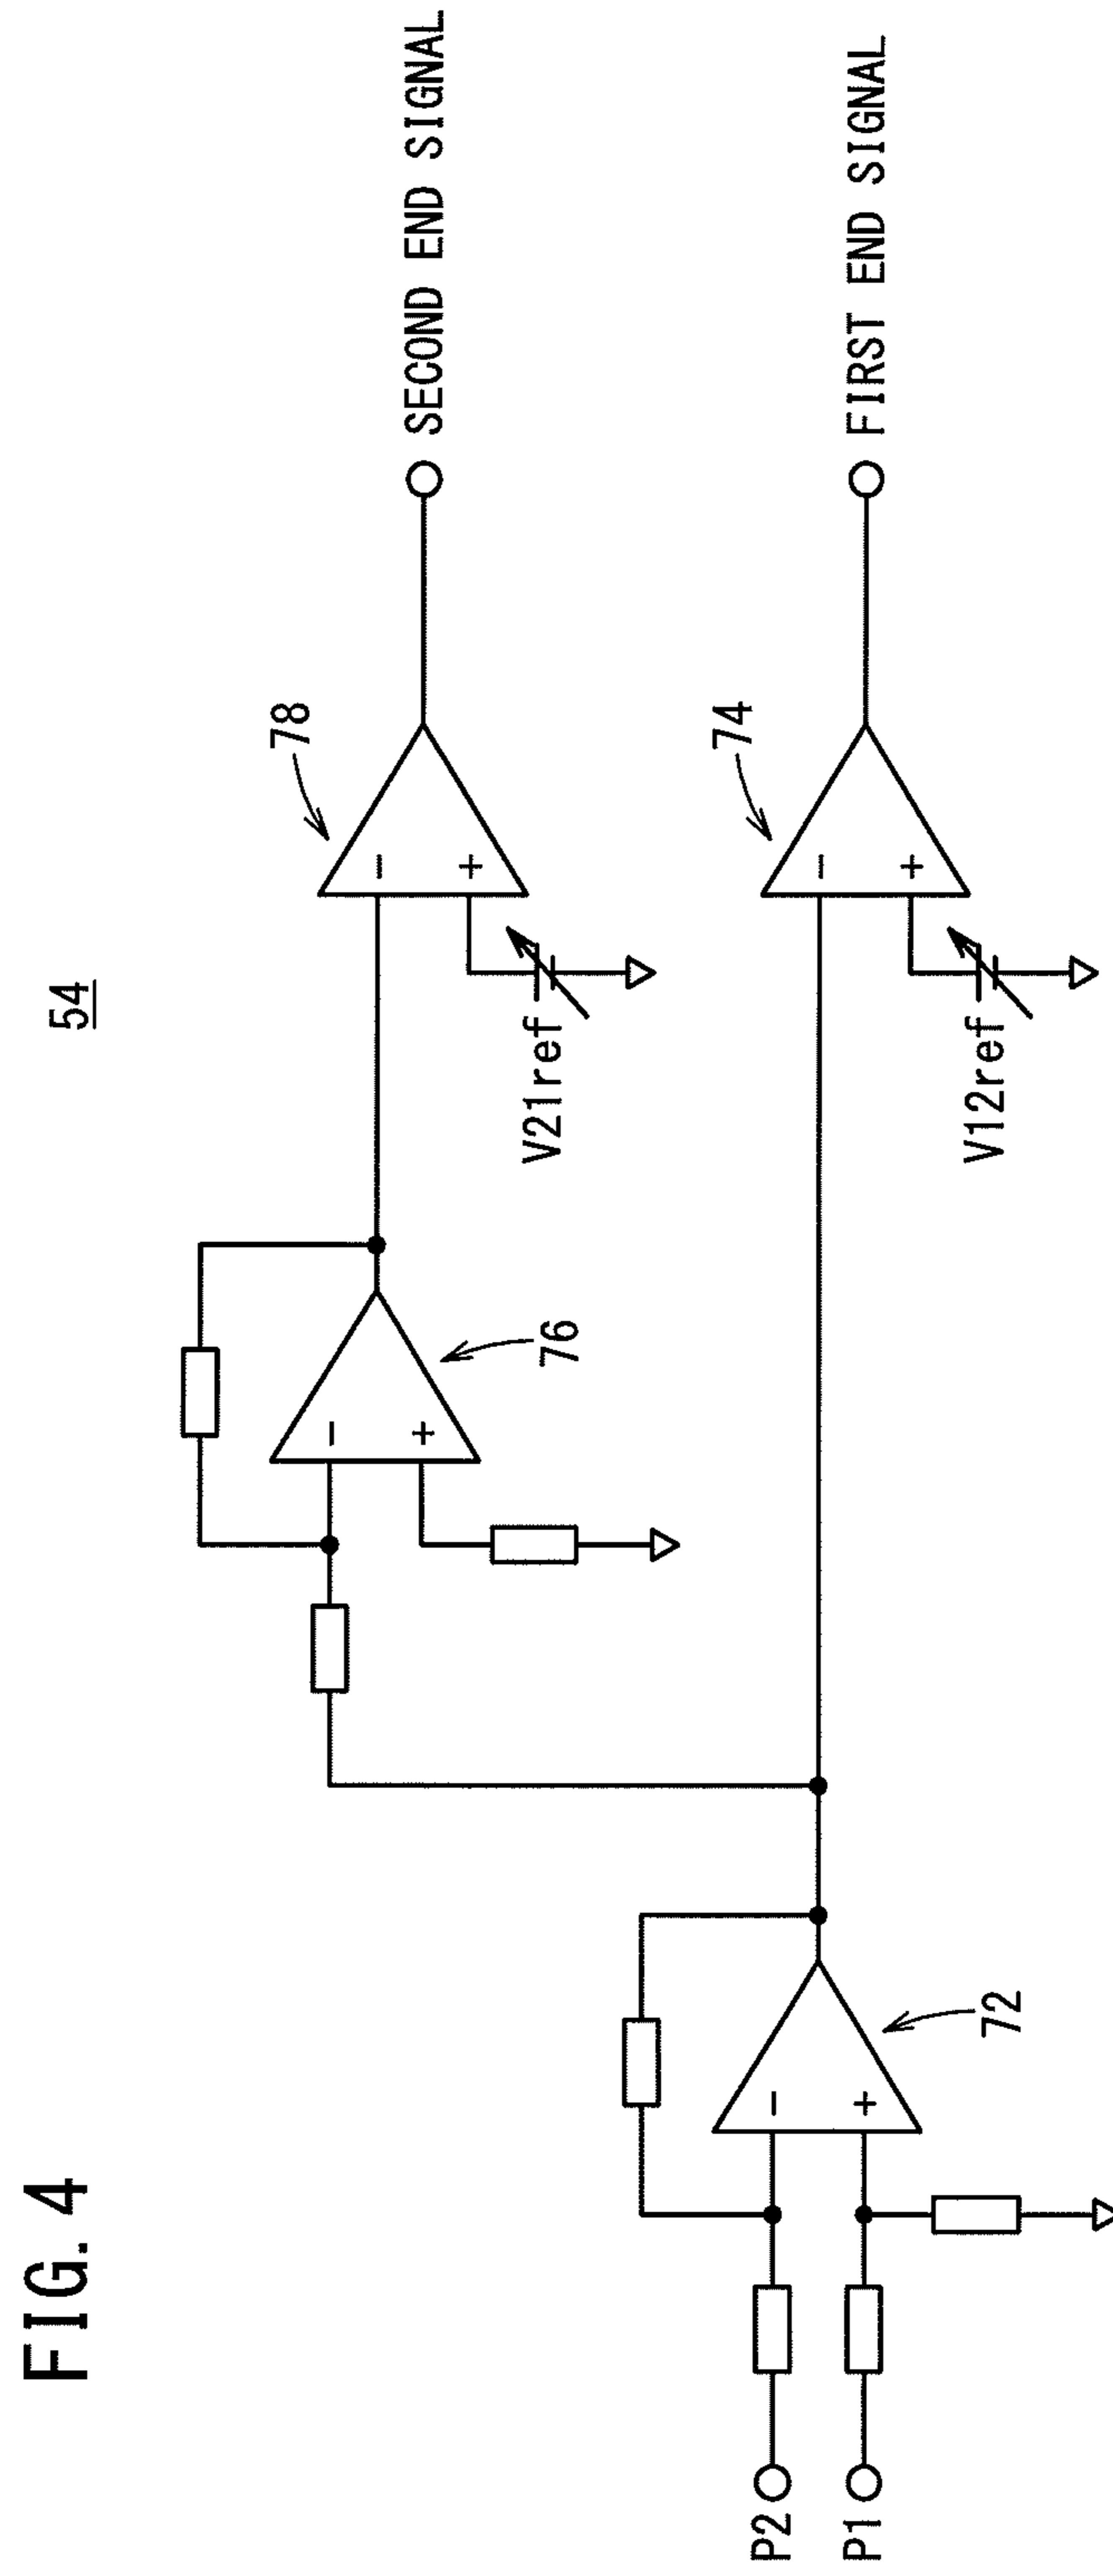 FIG. 4
54
SECOND END SIGNAL
78
-
+
V21ref
76
-
+
FIRST END SIGNAL
74
-
+
V12ref
72
-
+
P2
P1